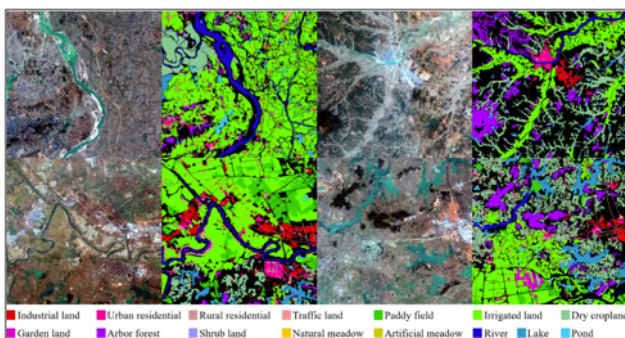 Industrial land Urban residential Rural residential Traffic land Paddy field Irrigated land Dry cropland
Garden land Arbor forest Shrub land Natural meadow Artificial meadow River Lake Pond